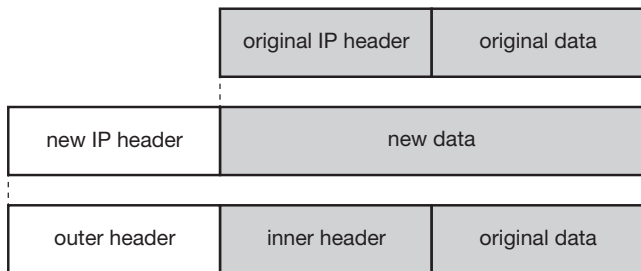 original IP header original data
new IP header new data
outer header inner header original data